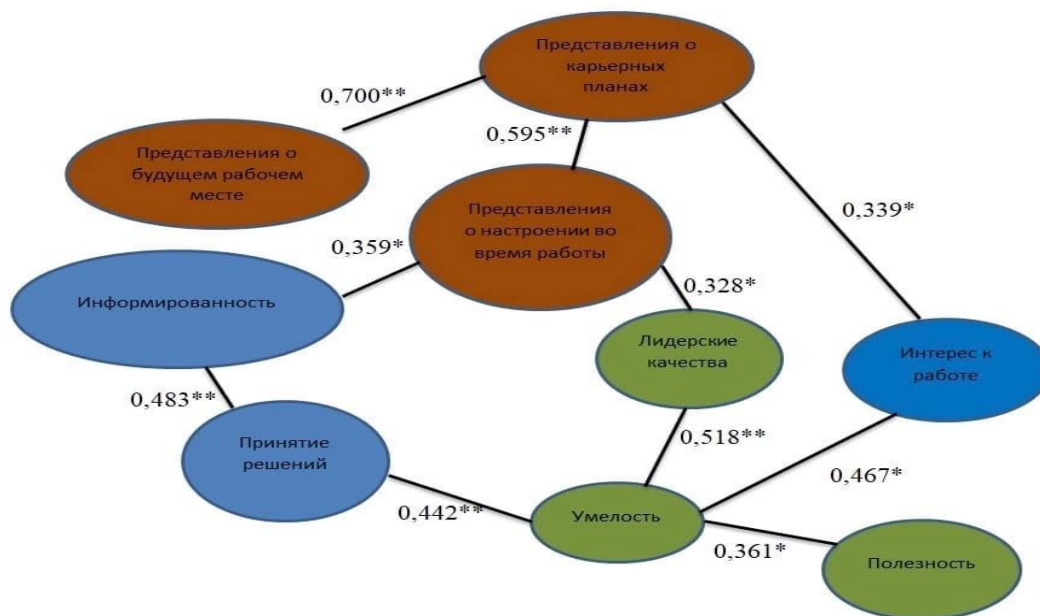 Представления о
карьерных
планах
0,700**
0,595**
Представления о
будущем рабочем
месте
Представления
о настроении во
время работы
0,339*
0,359*
Информированность
0,328*
Лидерские
качества
Интерес к
работе
0,483**
Принятие
решений
0,518**
0,467*
0,442**
Умелость
0,361*
Полезность